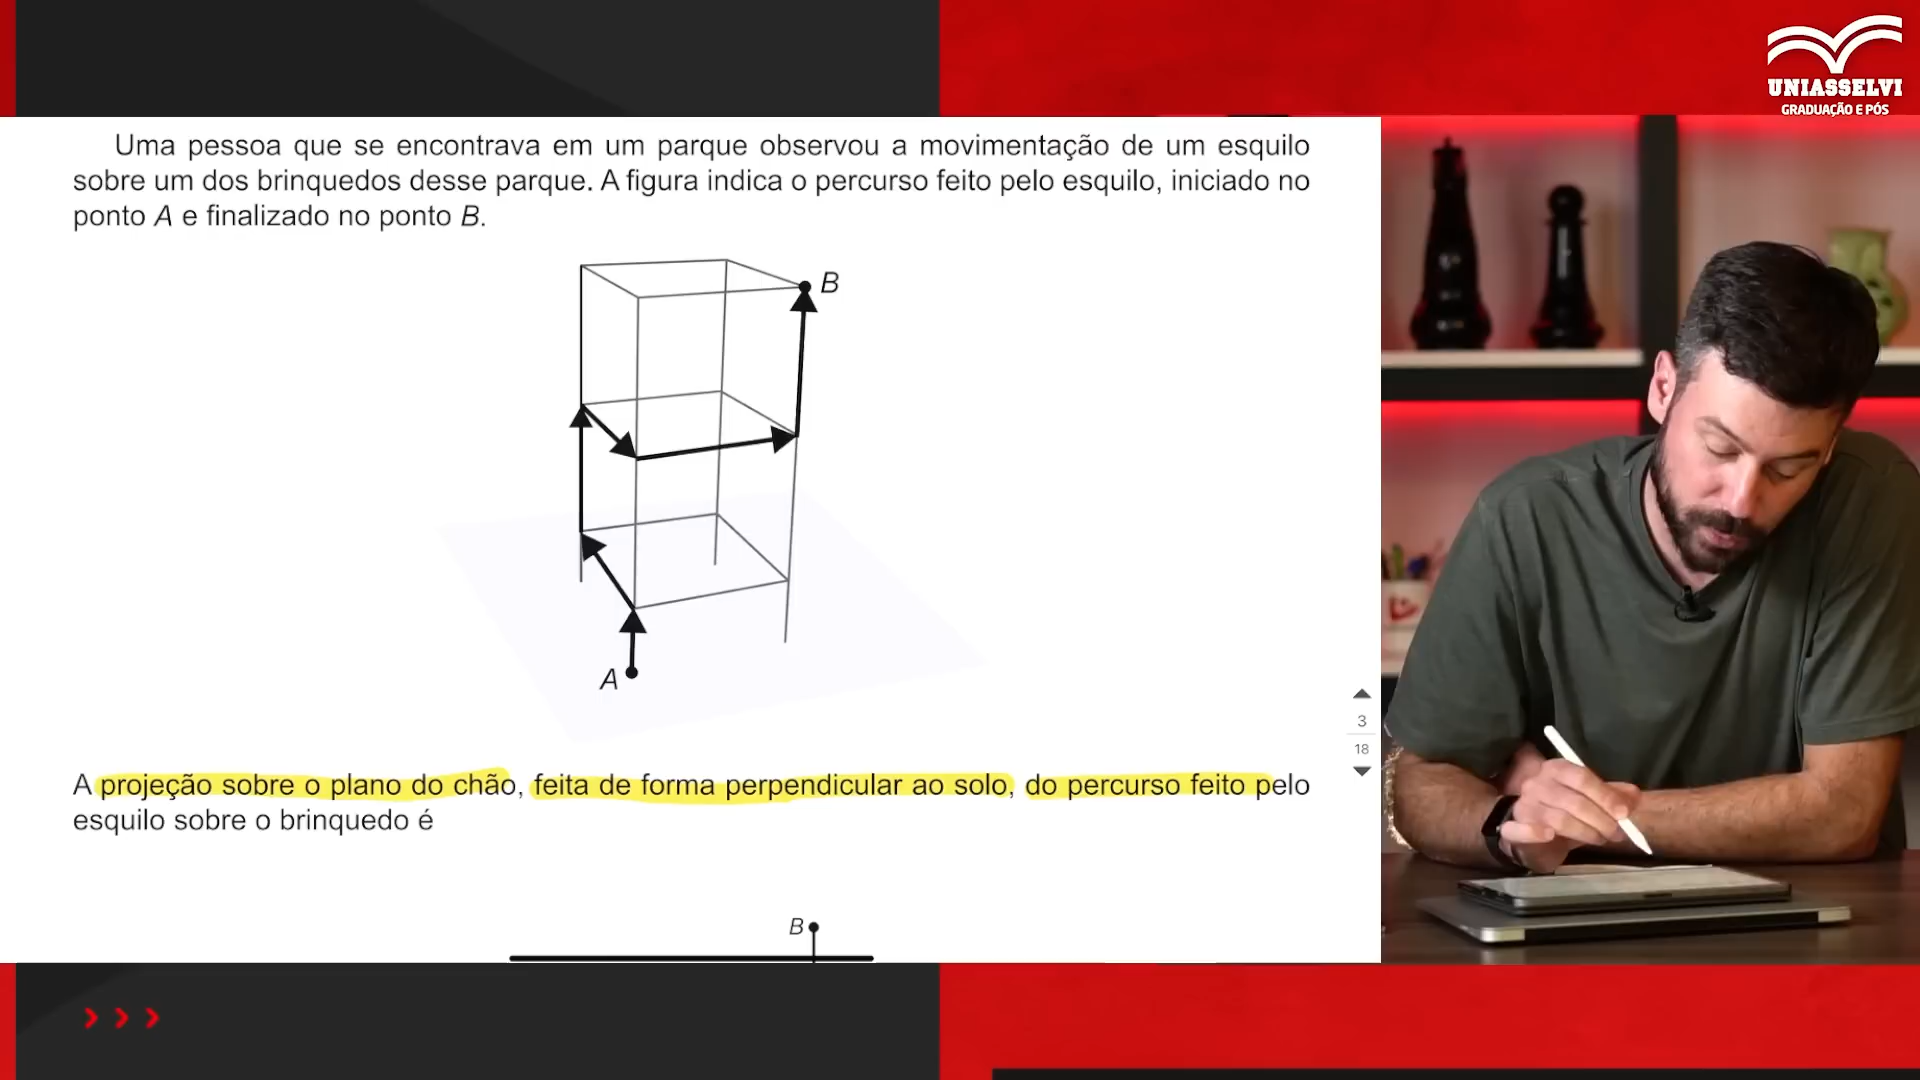 UNIASSELVI
GRADUAÇÃO E PÓS
Uma pessoa que se encontrava em um parque observou a movimentação de um esquilo
sobre um dos brinquedos desse parque. A figura indica o percurso feito pelo esquilo, iniciado no
ponto A e finalizado no ponto B.
B
A
3
18
A projeção sobre o plano do chão, feita de forma perpendicular ao solo, do percurso feito pelo
esquilo sobre o brinquedo é
B